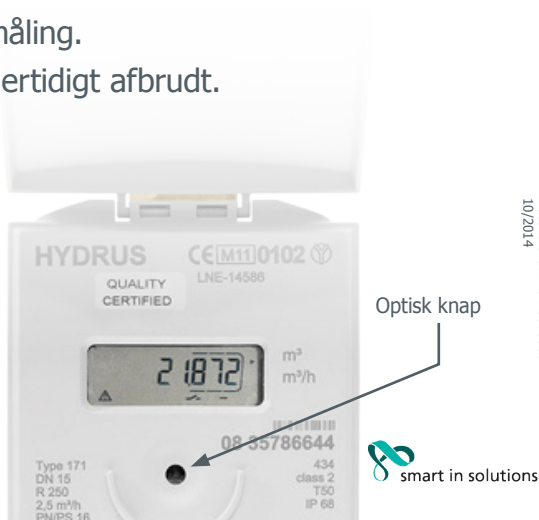 måling.
ertidigt afbrudt.
10/2014
HYDRUS
CE M11 0102
LNE-14586
QUALITY
CERTIFIED
Optisk knap
21872
m³
m³/h
08 35786644
Type 171
DN 15
R 250
2,5 m³/h
PN/PS 16
434
class 2
T50
IP 68
smart in solutions